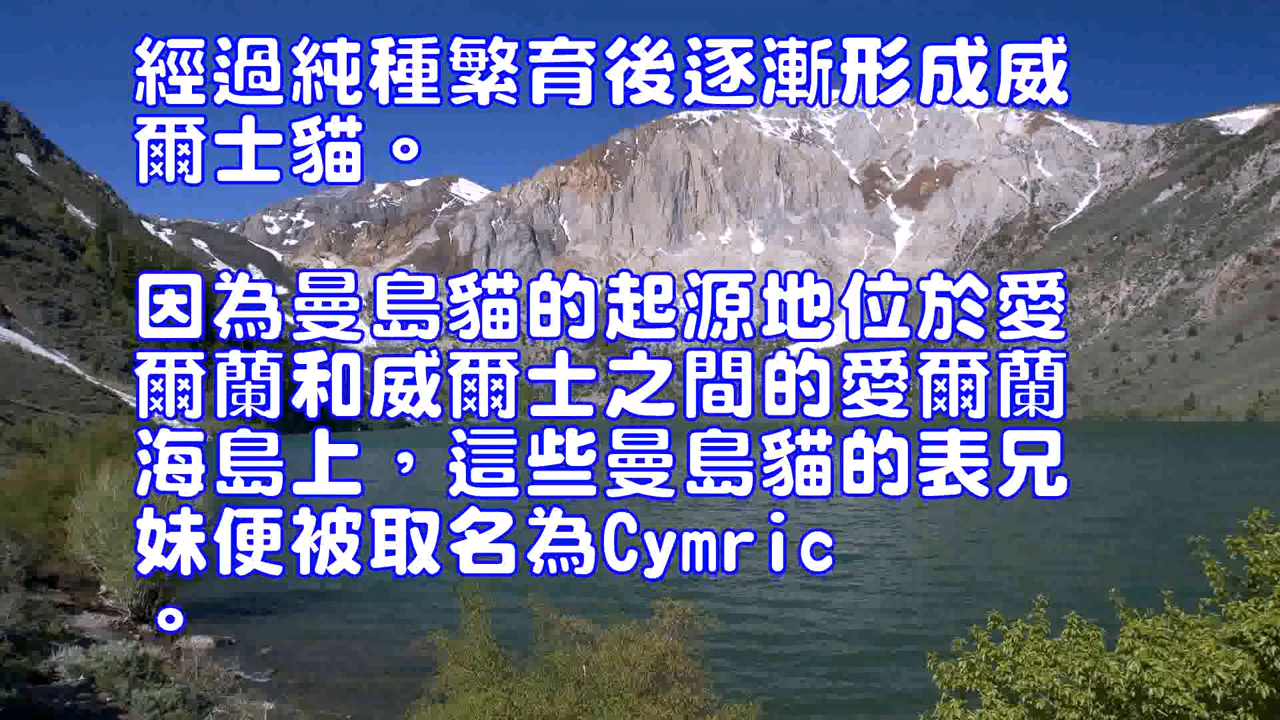 經過純種繁育後逐漸形成威
爾士貓。
因為曼島貓的起源地位於愛
爾蘭和威爾士之間的愛爾蘭
海島上，這些曼島貓的表兄
妹便被取名為Cymric
。